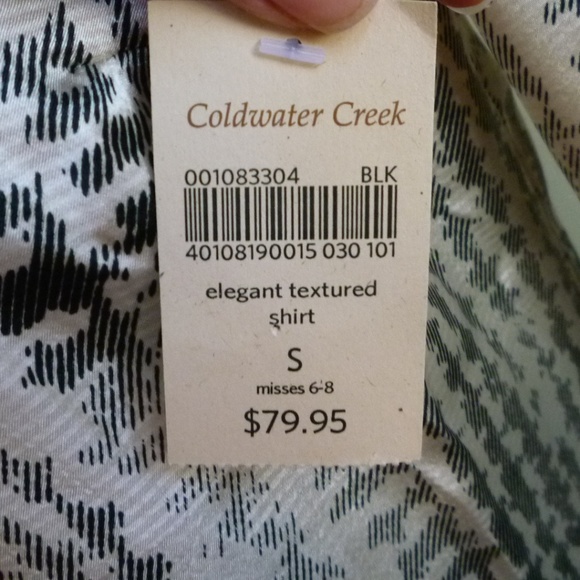 Coldwater Creek
001083304 BLK
40108190015 030 101
elegant textured
shirt
S
misses 6-8
$79.95